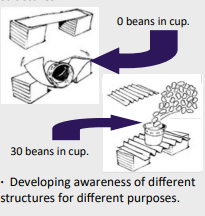 0 beans in cup.
30 beans in cup.
· Developing awareness of different
structures for different purposes.